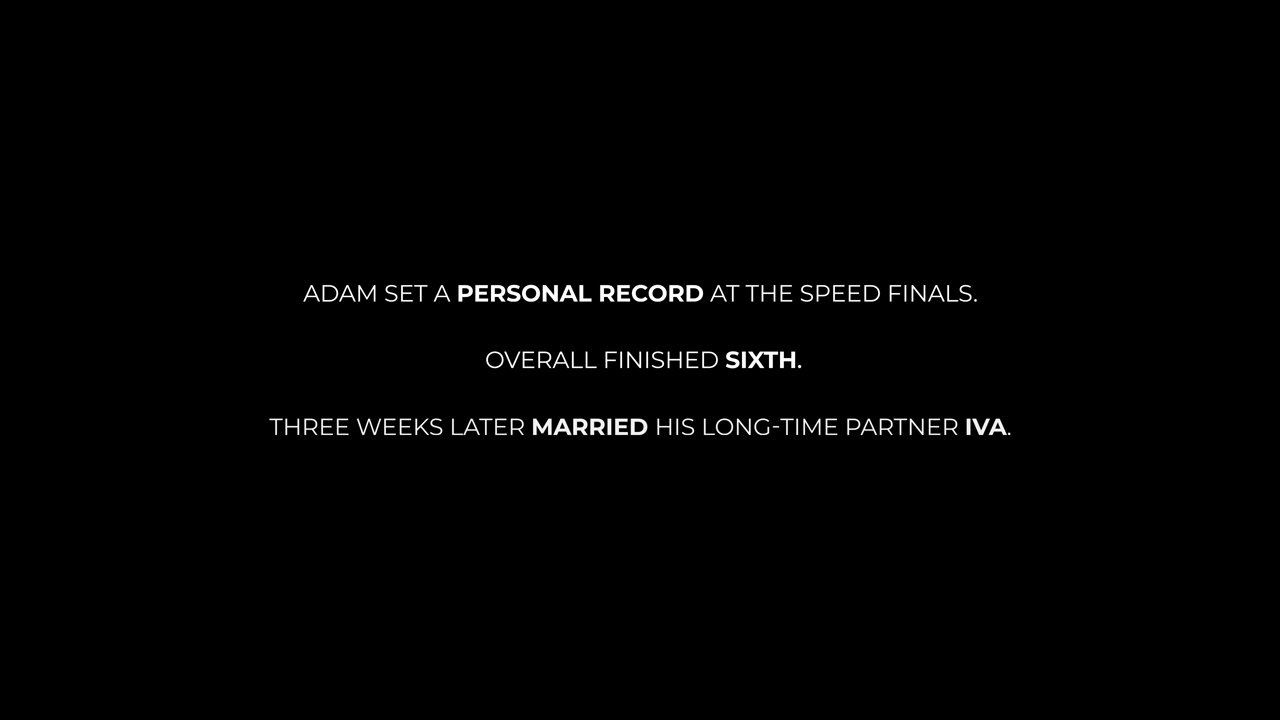 ADAM SET A PERSONAL RECORD AT THE SPEED FINALS.
OVERALL FINISHED SIXTH.
THREE WEEKS LATER MARRIED HIS LONG-TIME PARTNER IVA.